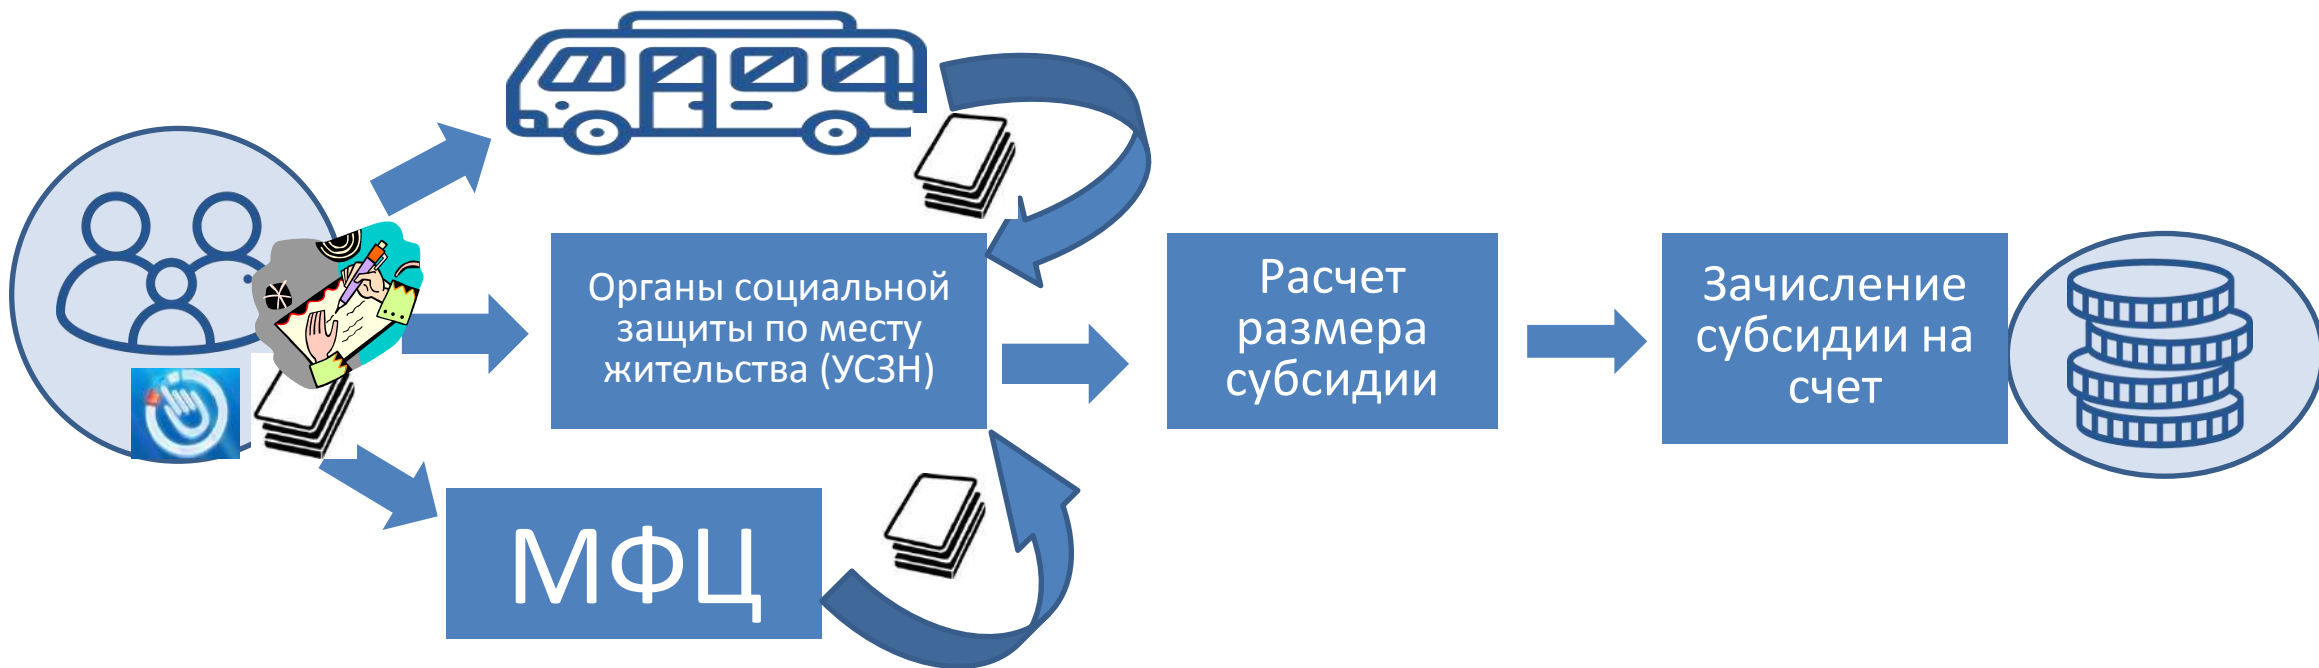 Органы социальной
защиты по месту
жительства (УСЗН)
МФЦ
Расчет
размера
субсидии
Зачисление
субсидии на
счет